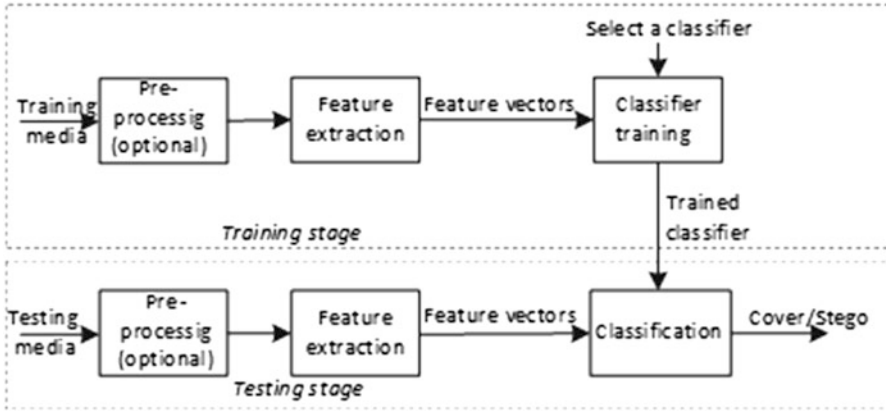 Select a classifier
Training
media
Pre-
processig
(optional)
Feature
extraction
Feature vectors
Classifier
training
Trained
classifier
Training stage
Testing
media
Pre-
processig
(optional)
Feature
extraction
Feature vectors
Classification
Cover/Stego
Testing stage